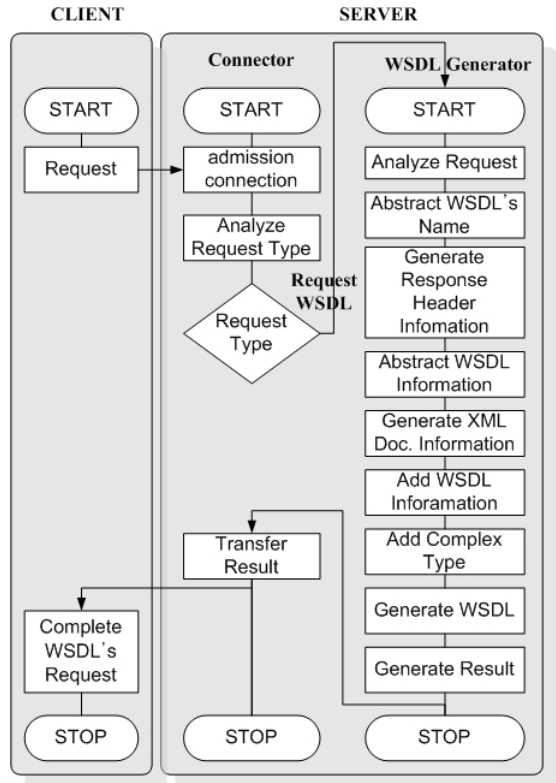 CLIENT
SERVER
Connector
WSDL Generator
START
START
START
Request
admission
connection
Analyze Request
Analyze
Request Type
Abstract WSDL's
Name
Request
WSDL
Request
Type
Generate
Response
Header
Infomation
Abstract WSDL
Information
Generate XML
Doc. Information
Add WSDL
Inforamation
Transfer
Result
Add Complex
Type
Complete
WSDL's
Request
Generate WSDL
Generate Result
STOP
STOP
STOP